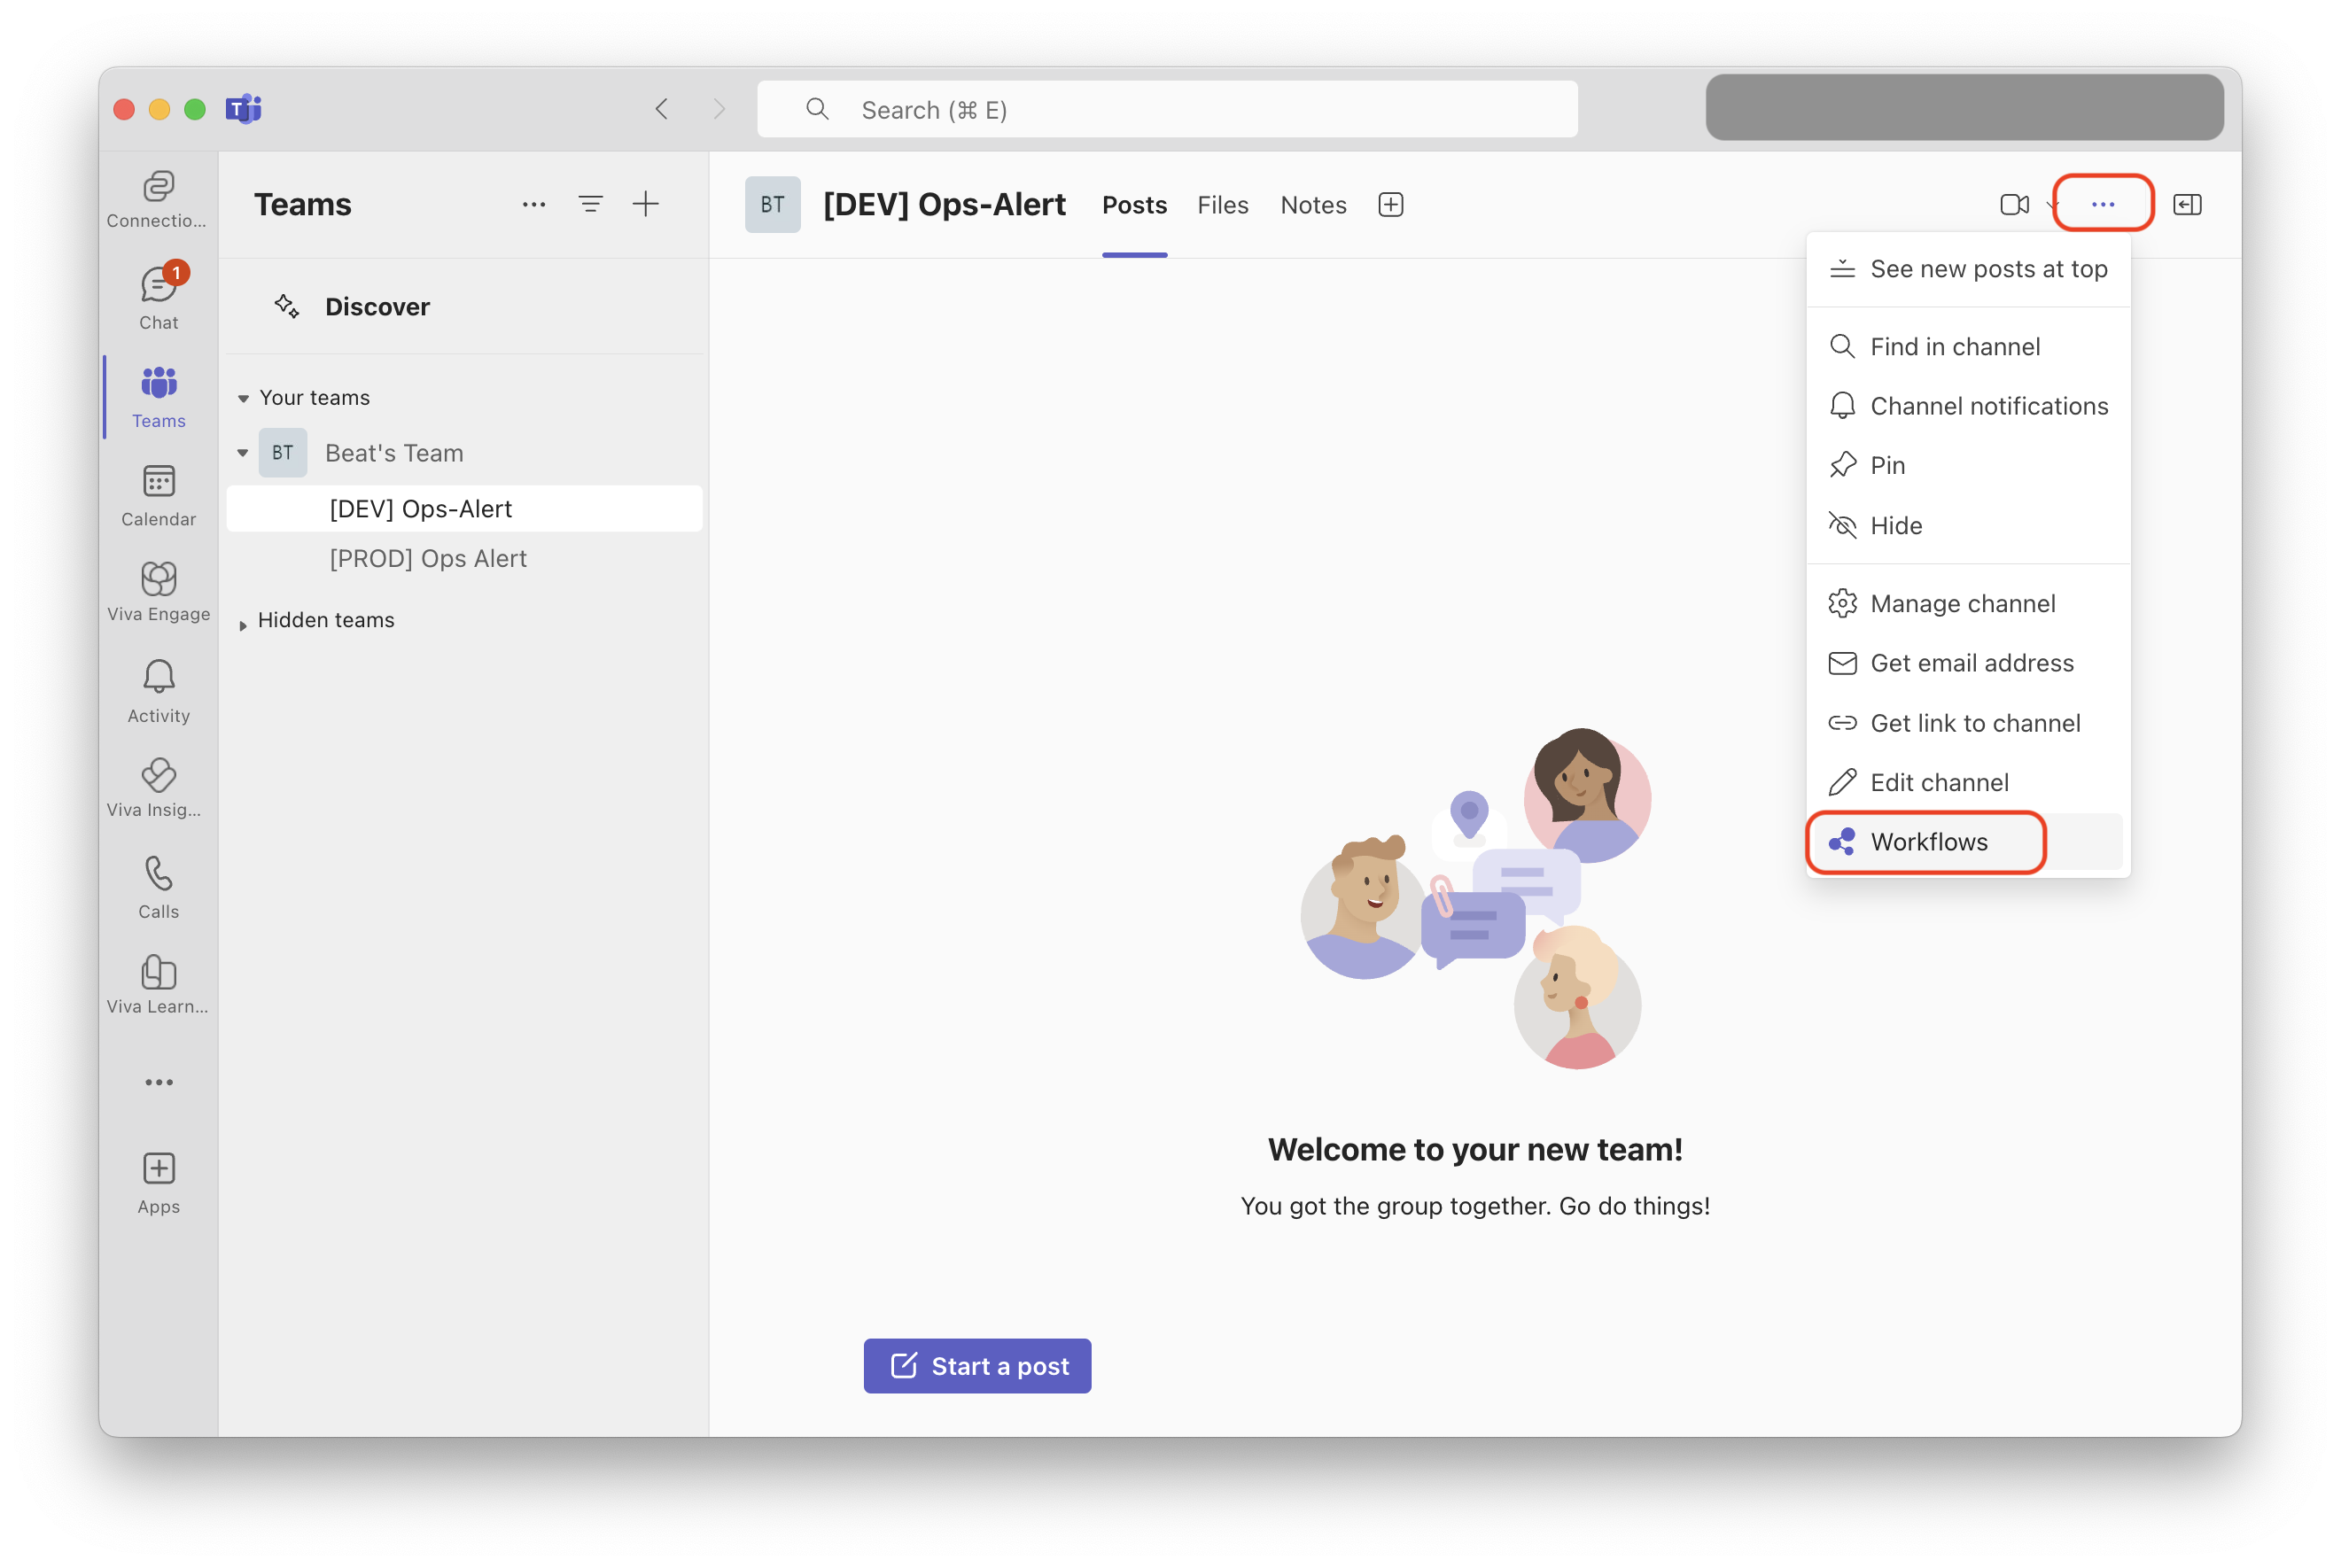 T
Search (⌘ E)
Connectio...
1
Chat
Teams
Calendar
Viva Engage
Activity
Viva Insig...
Calls
Viva Learn...
Apps
Teams
Discover
Your teams
BT
Beat's Team
[DEV] Ops-Alert
[PROD] Ops Alert
Hidden teams
BT
[DEV] Ops-Alert
Posts
Files
Notes
See new posts at top
Find in channel
Channel notifications
Pin
Hide
Manage channel
Get email address
Get link to channel
Edit channel
Workflows
Welcome to your new team!
You got the group together. Go do things!
Start a post